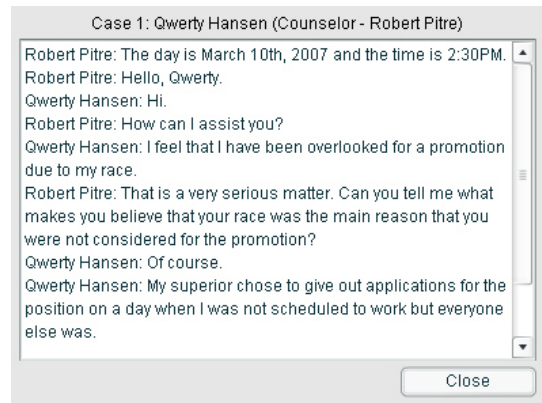 Case 1: Qwerty Hansen (Counselor - Robert Pitre)
Robert Pitre: The day is March 10th, 2007 and the time is 2:30PM.
Robert Pitre: Hello, Qwerty.
Qwerty Hansen: Hi.
Robert Pitre: How can I assist you?
Qwerty Hansen: I feel that I have been overlooked for a promotion
due to my race.
Robert Pitre: That is a very serious matter. Can you tell me what
makes you believe that your race was the main reason that you
were not considered for the promotion?
Qwerty Hansen: Of course.
Qwerty Hansen: My superior chose to give out applications for the
position on a day when I was not scheduled to work but everyone
else was.
Close